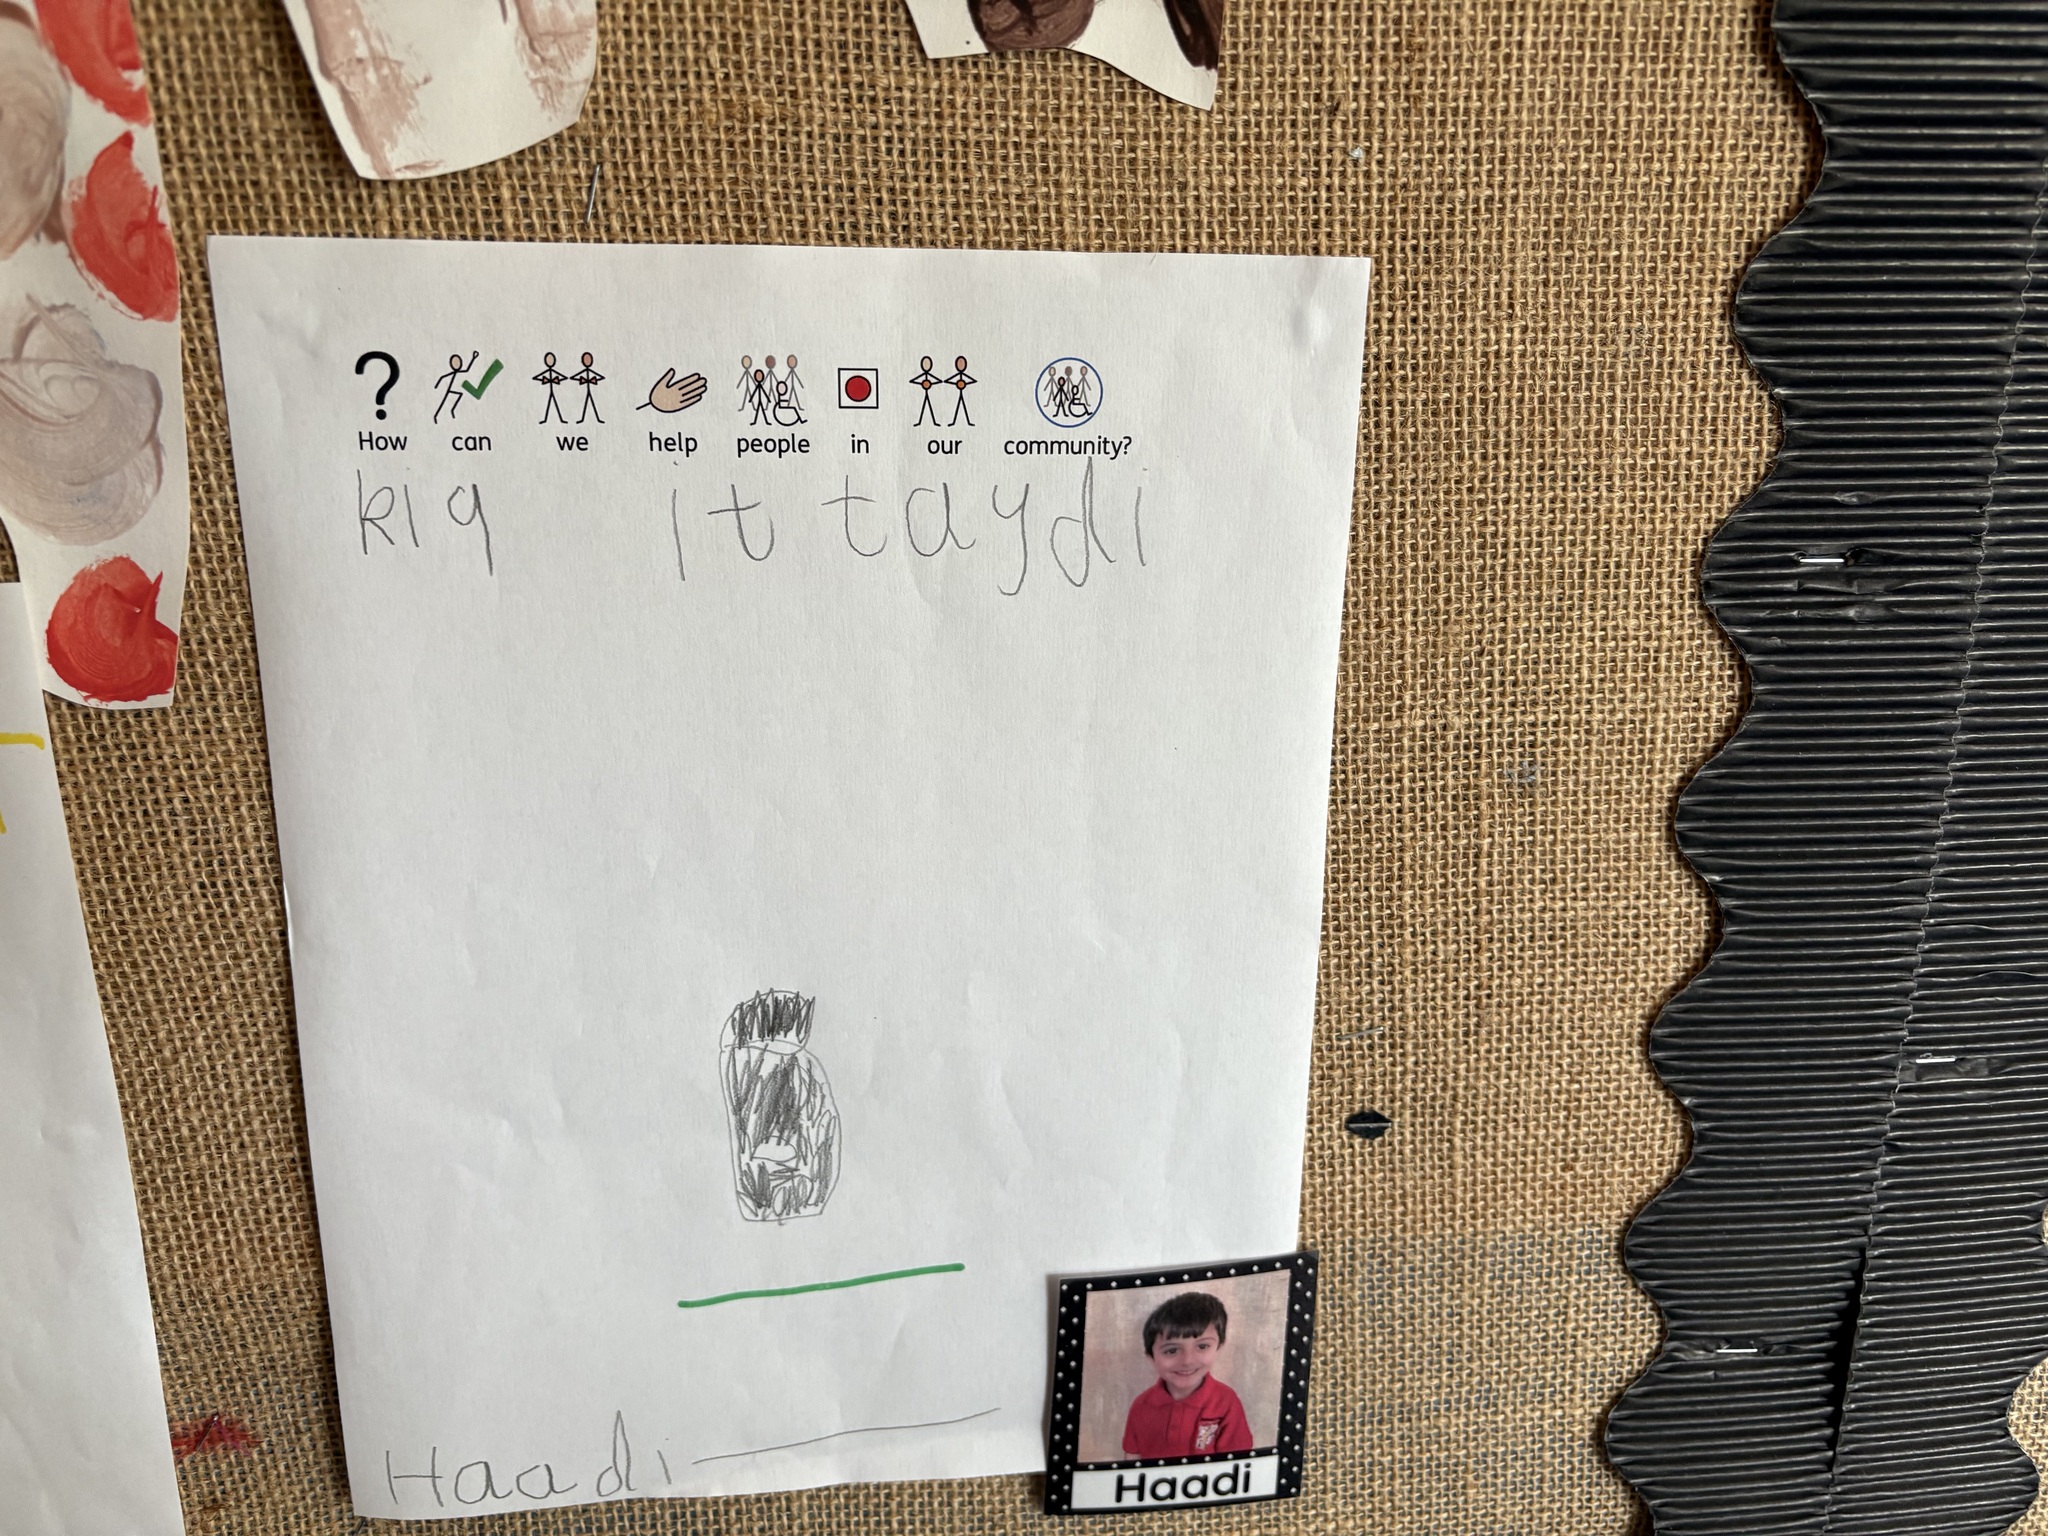 How can we help people in our community?
kiq it taydi
Haadi
Haadi